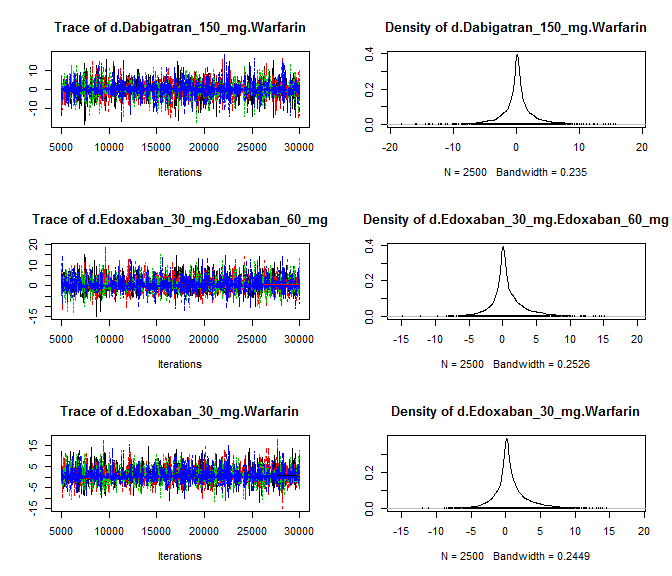 Trace of d.Dabigatran_150_mg.Warfarin
10
0
-10
5000 10000 15000 20000 25000 30000
Iterations
Density of d.Dabigatran_150_mg.Warfarin
0.4
0.2
0.0
-20 -10 0 10 20
N = 2500 Bandwidth = 0.235
Trace of d.Edoxaban_30_mg.Edoxaban_60_mg
20
10
0
-15
5000 10000 15000 20000 25000 30000
Iterations
Density of d.Edoxaban_30_mg.Edoxaban_60_mg
0.4
0.2
0.0
-15 -10 -5 0 5 10 15 20
N = 2500 Bandwidth = 0.2526
Trace of d.Edoxaban_30_mg.Warfarin
15
5
-5
-15
5000 10000 15000 20000 25000 30000
Iterations
Density of d.Edoxaban_30_mg.Warfarin
0.2
0.0
-15 -10 -5 0 5 10 15 20
N = 2500 Bandwidth = 0.2449